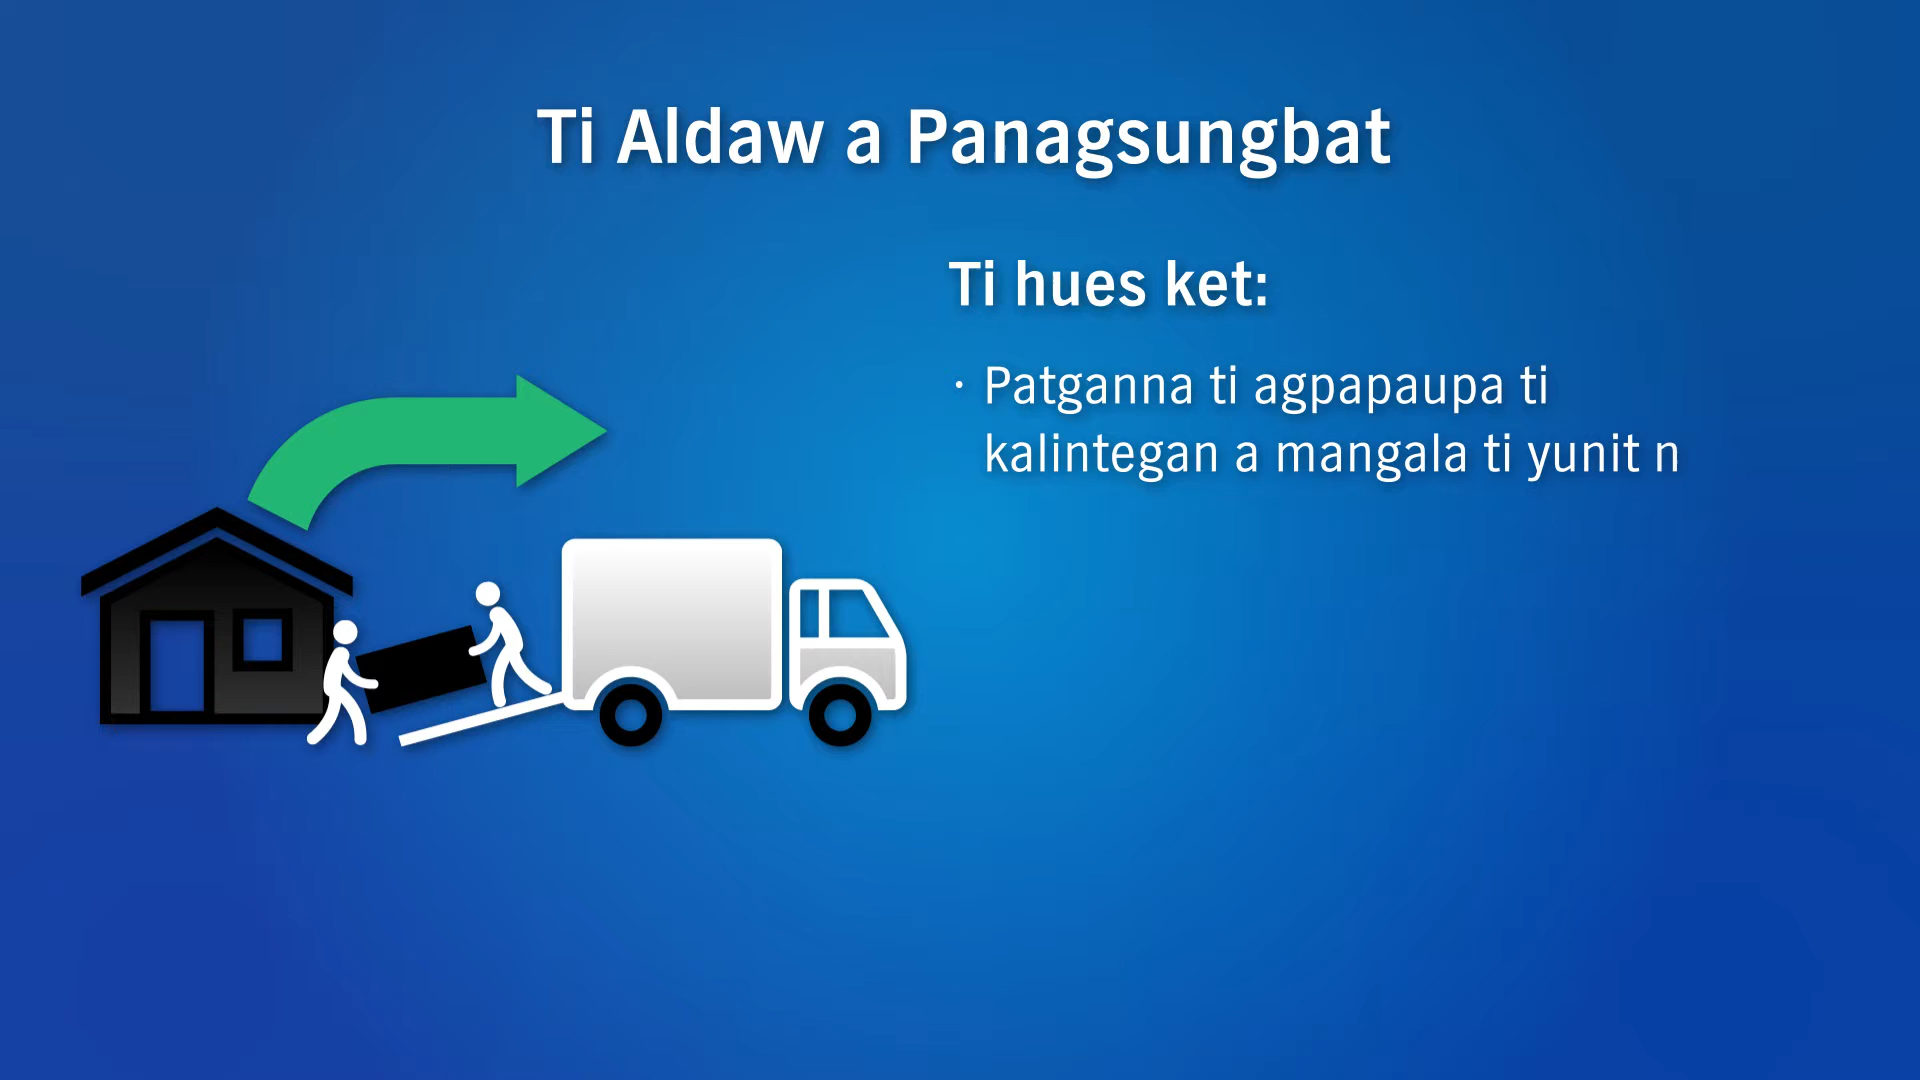 Ti Aldaw a Panagsungbat
Ti hues ket:
· Patganna ti agpapaupa ti
kalintegan a mangala ti yunit n